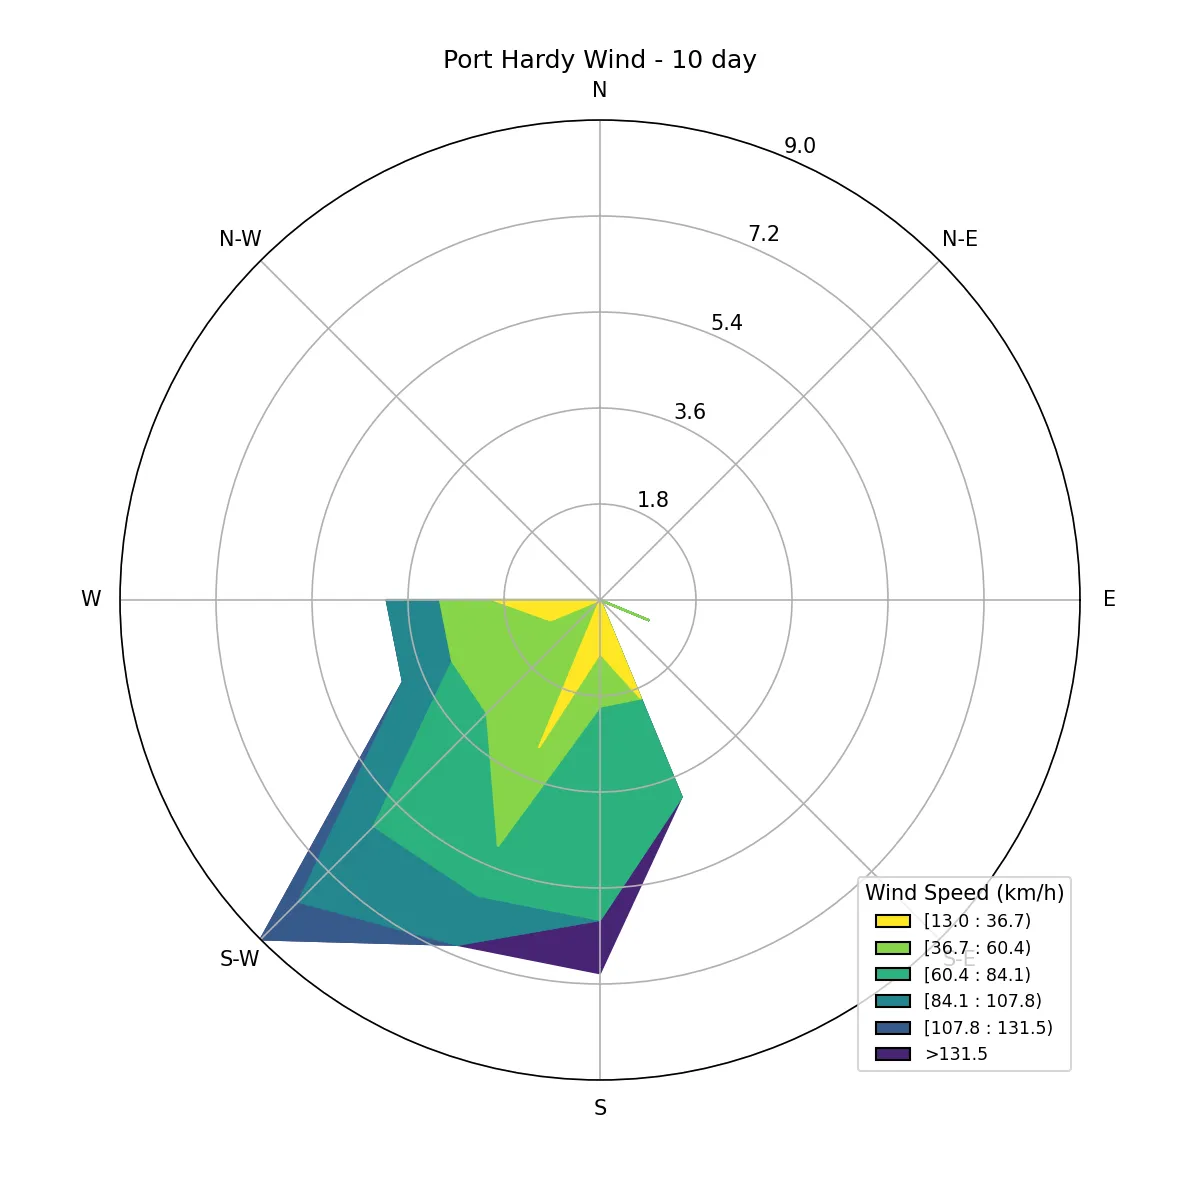 Port Hardy Wind - 10 day
N
9.0
7.2
N-W
N-E
5.4
3.6
1.8
W
E
Wind Speed (km/h)
[13.0 : 36.7)
[36.7 : 60.4)
S-W
S-E
[60.4 : 84.1)
[84.1 : 107.8)
[107.8 : 131.5)
>131.5
S